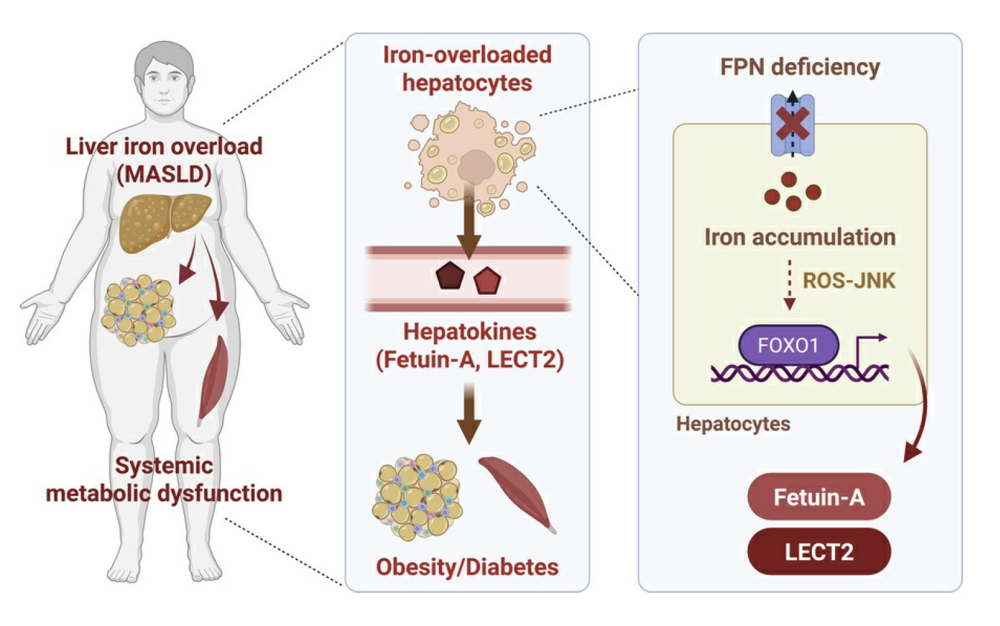 Liver iron overload
(MASLD)
Systemic
metabolic dysfunction
Iron-overloaded
hepatocytes
Hepatokines
(Fetuin-A, LECT2)
Obesity/Diabetes
FPN deficiency
Iron accumulation
ROS-JNK
FOXO1
Hepatocytes
Fetuin-A
LECT2